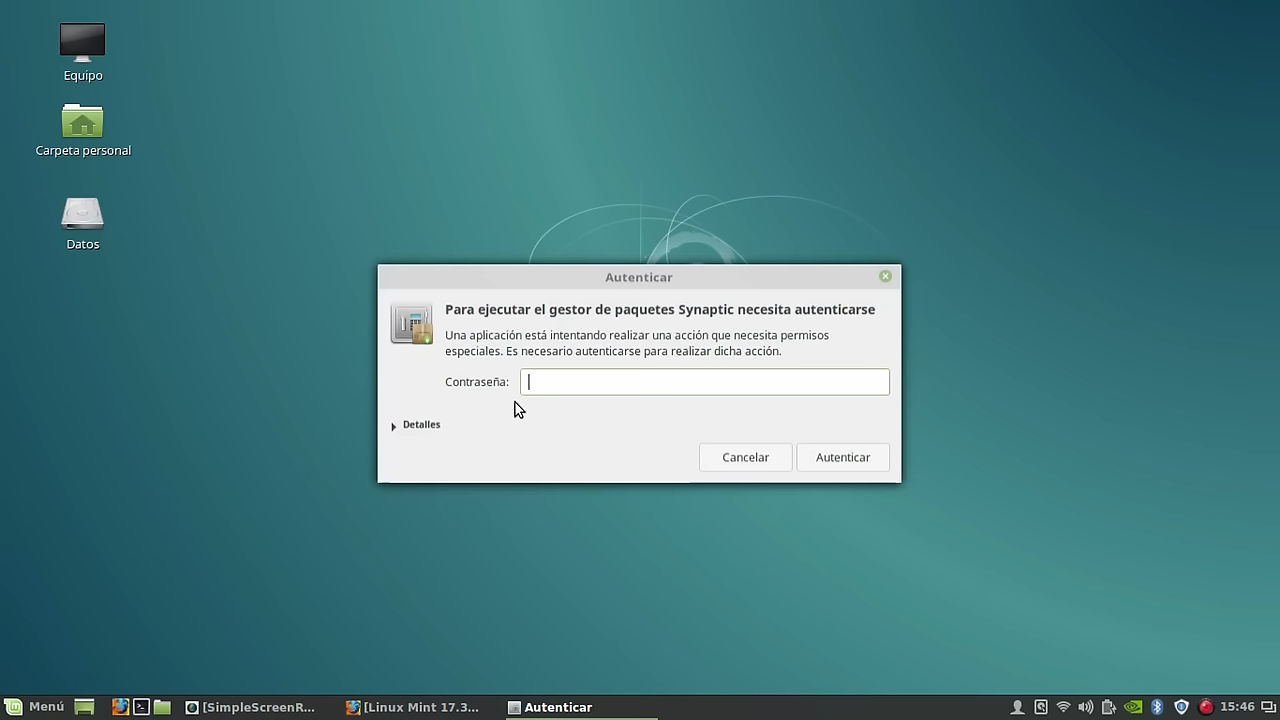 Equipo
Carpeta personal
Datos
Autenticar
Para ejecutar el gestor de paquetes Synaptic necesita autenticarse
Una aplicación está intentando realizar una acción que necesita permisos
especiales. Es necesario autenticarse para realizar dicha acción.
Contraseña:
Detalles
Cancelar
Autenticar
Menú
[SimpleScreenR...
[Linux Mint 17.3...
Autenticar
15:46